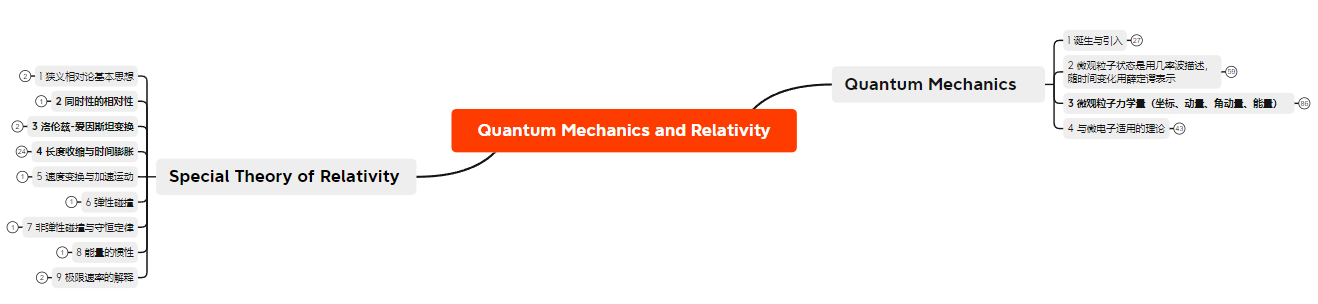 Quantum Mechanics and Relativity
Quantum Mechanics
1 诞生与引入
27
2 微观粒子状态是用几率波描述，
随时间变化用薛定谔表示
59
3 微观粒子力学量（坐标、动量、角动量、能量）
86
4 与微电子适用的理论
43
Special Theory of Relativity
1 狭义相对论基本思想
2
2 同时性的相对性
1
3 洛伦兹-爱因斯坦变换
2
4 长度收缩与时间膨胀
24
5 速度变换与加速运动
1
6 弹性碰撞
1
7 非弹性碰撞与守恒定律
1
8 能量的惯性
1
9 极限速率的解释
2